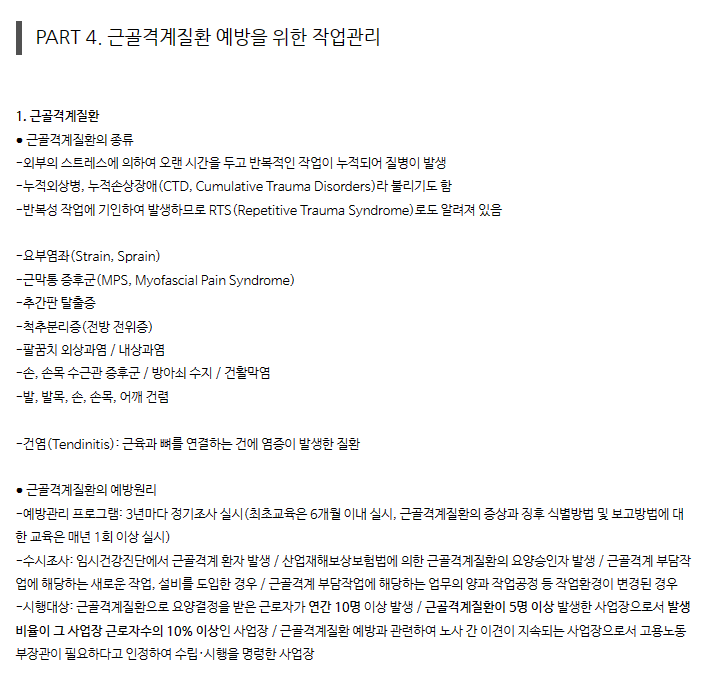 PART 4. 근골격계질환 예방을 위한 작업관리
1. 근골격계질환
● 근골격계질환의 종류
-외부의 스트레스에 의하여 오랜 시간을 두고 반복적인 작업이 누적되어 질병이 발생
-누적외상병, 누적손상장애(CTD, Cumulative Trauma Disorders)라 불리기도 함
-반복성 작업에 기인하여 발생하므로 RTS(Repetitive Trauma Syndrome)로도 알려져 있음
-요부염좌(Strain, Sprain)
-근막통 증후군(MPS, Myofascial Pain Syndrome)
-추간판 탈출증
-척추분리증(전방 전위증)
-팔꿈치 외상과염 / 내상과염
-손, 손목 수근관 증후군 / 방아쇠 수지 / 건활막염
-발, 발목, 손, 손목, 어깨 건렴
-건염(Tendinitis): 근육과 뼈를 연결하는 건에 염증이 발생한 질환
● 근골격계질환의 예방원리
-예방관리 프로그램: 3년마다 정기조사 실시(최초교육은 6개월 이내 실시, 근골격계질환의 증상과 징후 식별방법 및 보고방법에 대
한 교육은 매년 1회 이상 실시)
-수시조사: 임시건강진단에서 근골격계 환자 발생 / 산업재해보상보험법에 의한 근골격계질환의 요양승인자 발생 / 근골격계 부담작
업에 해당하는 새로운 작업, 설비를 도입한 경우 / 근골격계 부담작업에 해당하는 업무의 양과 작업공정 등 작업환경이 변경된 경우
-시행대상: 근골격계질환으로 요양결정을 받은 근로자가 연간 10명 이상 발생 / 근골격계질환이 5명 이상 발생한 사업장으로서 발생
비율이 그 사업장 근로자수의 10% 이상인 사업장 / 근골격계질환 예방과 관련하여 노사 간 이견이 지속되는 사업장으로서 고용노동
부장관이 필요하다고 인정하여 수립·시행을 명령한 사업장